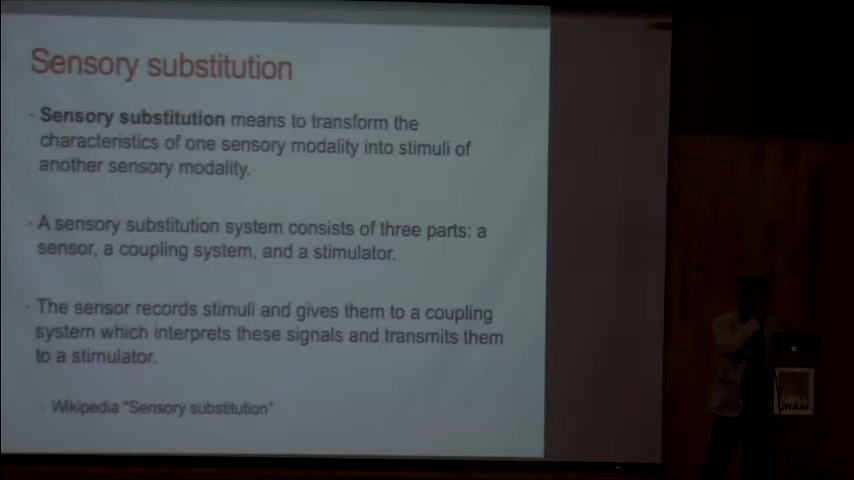 Sensory substitution
Sensory substitution means to transform the
characteristics of one sensory modality into stimuli of
another sensory modality.
A sensory substitution system consists of three parts: a
sensor, a coupling system, and a stimulator.
The sensor records stimuli and gives them to a coupling
system which interprets these signals and transmits them
to a stimulator.
Wikipedia "Sensory substitution"
UNAM